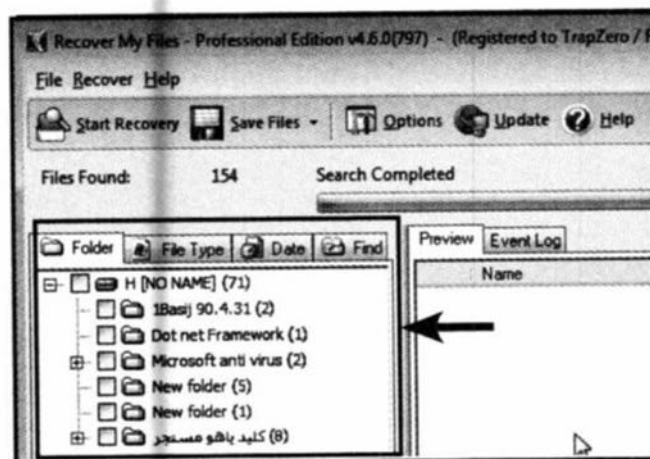 Recover My Files - Professional Edition v4.6.0(797) - (Registered to TrapZero /
File Recover Help
Start Recovery Save Files Options Update Help
Files Found: 154 Search Completed
Folder File Type Date Find
Preview Event Log
Name
H [NO NAME] (71)
1Basij 90.4.31 (2)
Dot net Framework (1)
Microsoft anti virus (2)
New folder (5)
New folder (1)
کلید یاهو مسنجر (8)